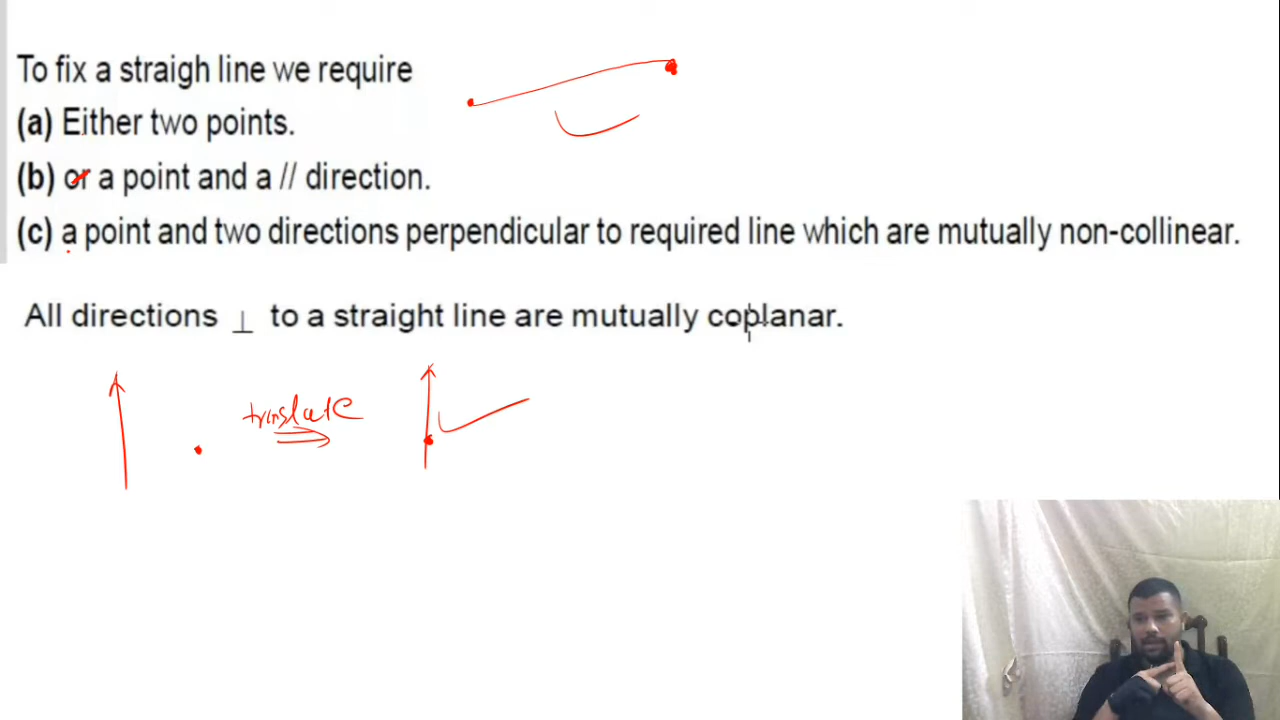 To fix a straigh line we require
(a) Either two points.
(b) or a point and a // direction.
(c) a point and two directions perpendicular to required line which are mutually non-collinear.
All directions ⊥ to a straight line are mutually coplanar.
translate